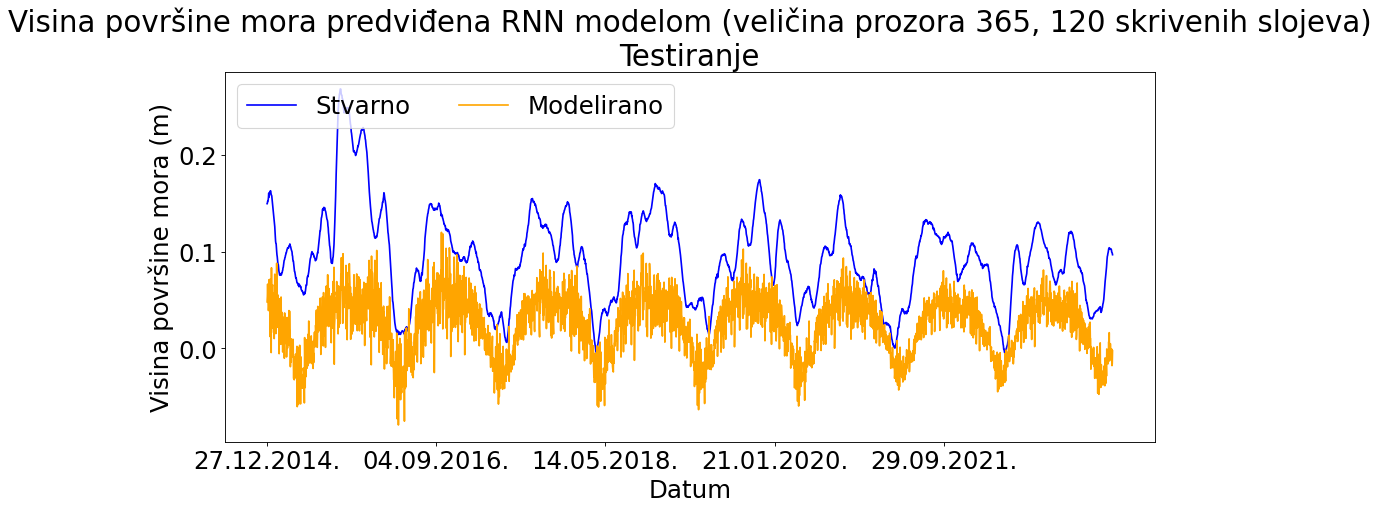 Visina površine mora predviđena RNN modelom (veličina prozora 365, 120 skrivenih slojeva)
Testiranje
Stvarno Modelirano
Visina površine mora (m)
0.2
0.1
0.0
27.12.2014. 04.09.2016. 14.05.2018. 21.01.2020. 29.09.2021.
Datum